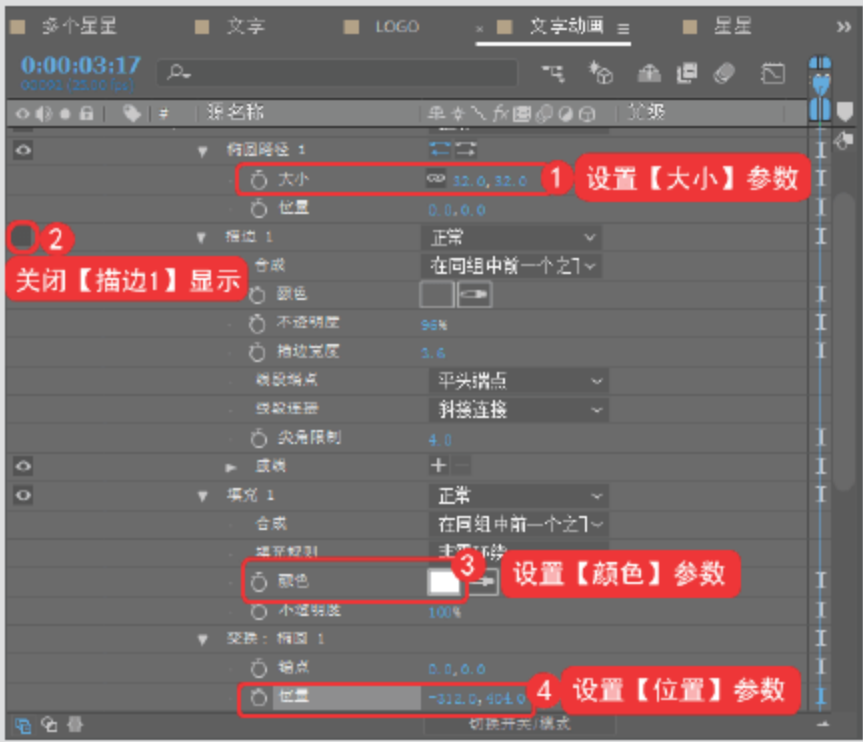 多个星星 文字 LOGO × 文字动画 ≡ 星星 »
0:00:03:17
# 源名称 父级
椭圆路径 1
大小 32.0,32.0 1 设置【大小】参数
位置 0.0,0.0
2 描边 1 正常
关闭【描边1】显示
合成 在同组中前一个之下
颜色
不透明度 96%
描边宽度 3.6
线段端点 平头端点
线段连接 斜接连接
尖角限制 4.0
虚线 + −
填充 1 正常
合成 在同组中前一个之下
填充规则
3 设置【颜色】参数
颜色
不透明度 100%
变换: 椭圆 1
锚点 0.0,0.0
位置 -312.0,404.0 4 设置【位置】参数
切换开关/模式